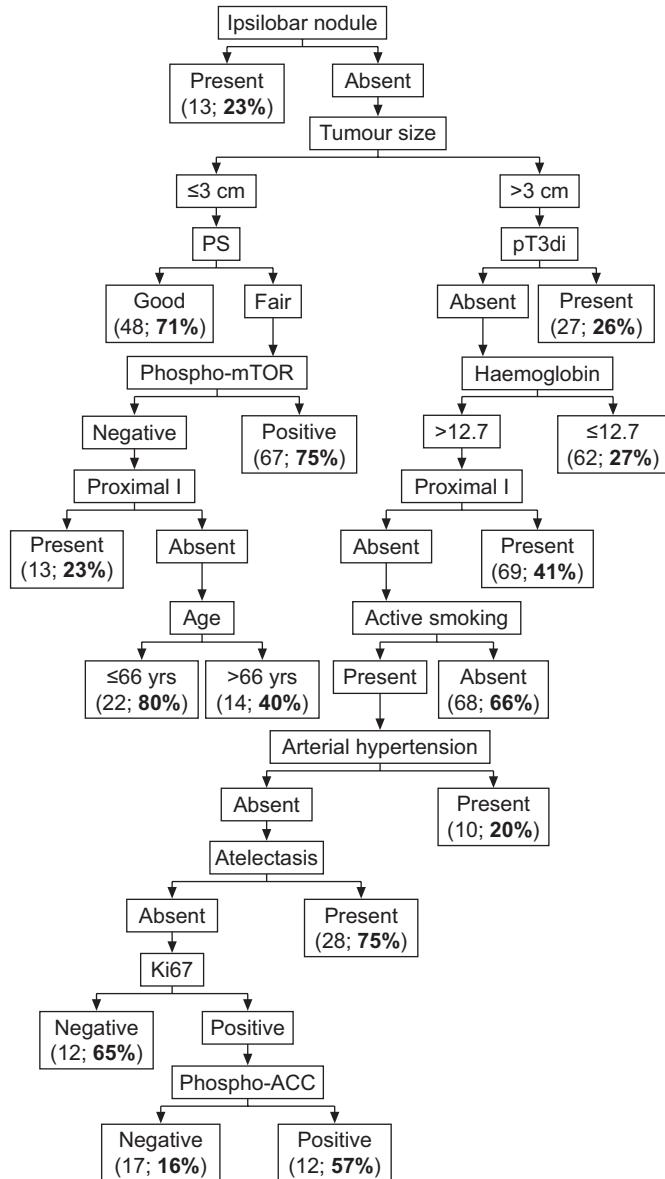 Ipsilobar nodule
Present
(13; 23%)
Absent
Tumour size
≤3 cm
>3 cm
PS
pT3di
Good
(48; 71%)
Fair
Absent
Present
(27; 26%)
Phospho-mTOR
Haemoglobin
Negative
Positive
(67; 75%)
>12.7
≤12.7
(62; 27%)
Proximal I
Proximal I
Present
(13; 23%)
Absent
Absent
Present
(69; 41%)
Age
Active smoking
≤66 yrs
(22; 80%)
>66 yrs
(14; 40%)
Present
Absent
(68; 66%)
Arterial hypertension
Absent
Present
(10; 20%)
Atelectasis
Absent
Present
(28; 75%)
Ki67
Negative
(12; 65%)
Positive
Phospho-ACC
Negative
(17; 16%)
Positive
(12; 57%)